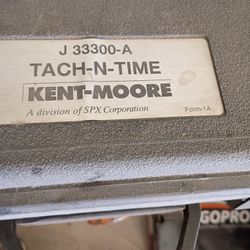 J 33300-A
TACH-N-TIME
KENT-MOORE
A division of SPX Corporation
Form-1A
GOPRO